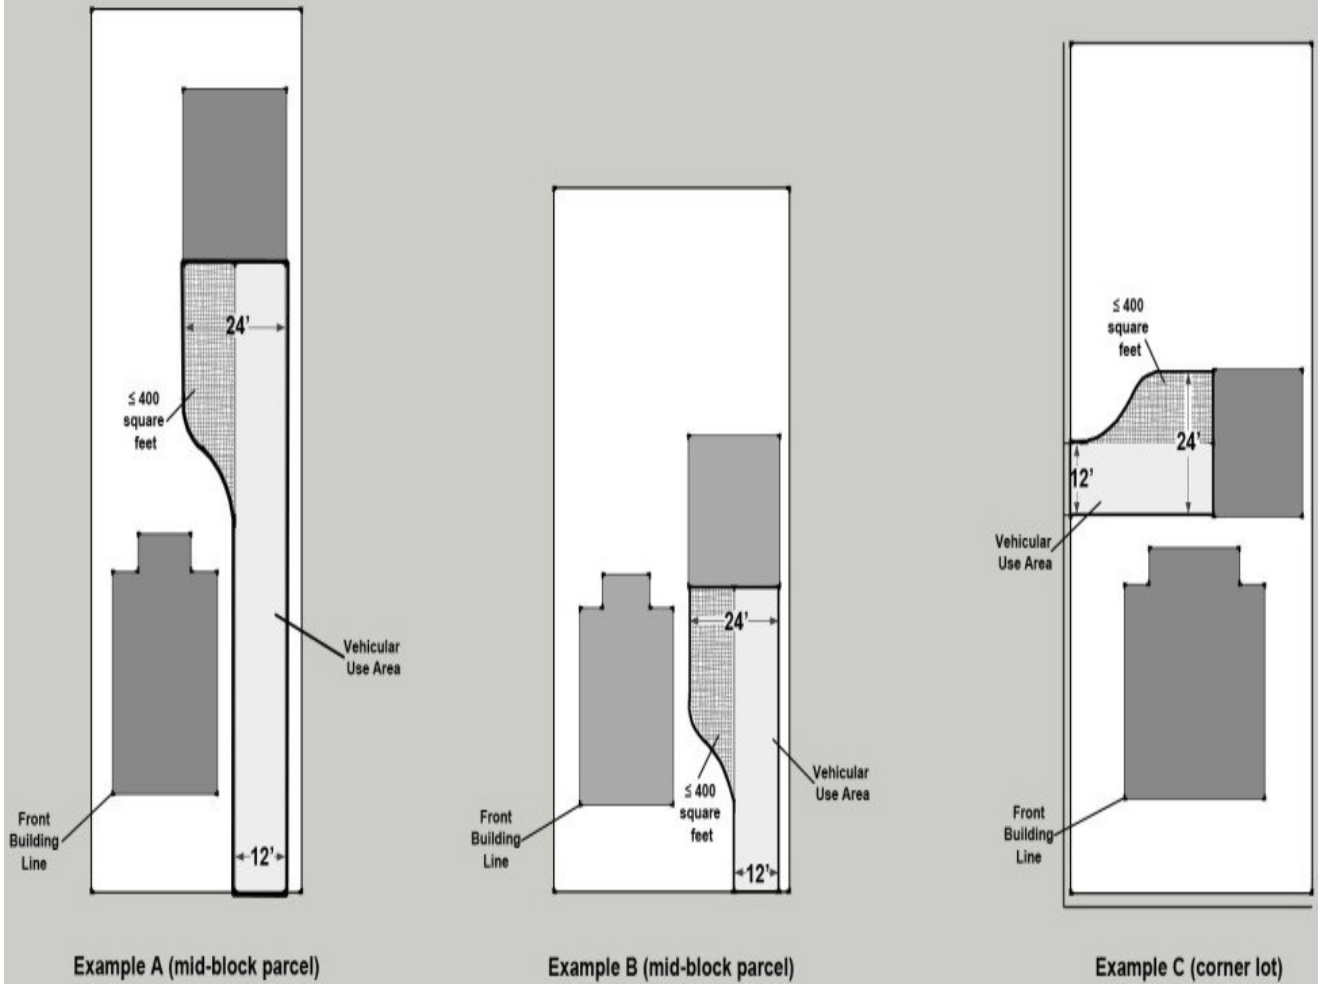 24'
≤ 400
square
feet
Vehicular
Use Area
Front
Building
Line
12'
Example A (mid-block parcel)
24'
≤ 400
square
feet
Vehicular
Use Area
Front
Building
Line
12'
Example B (mid-block parcel)
≤ 400
square
feet
24'
12'
Vehicular
Use Area
Front
Building
Line
Example C (corner lot)